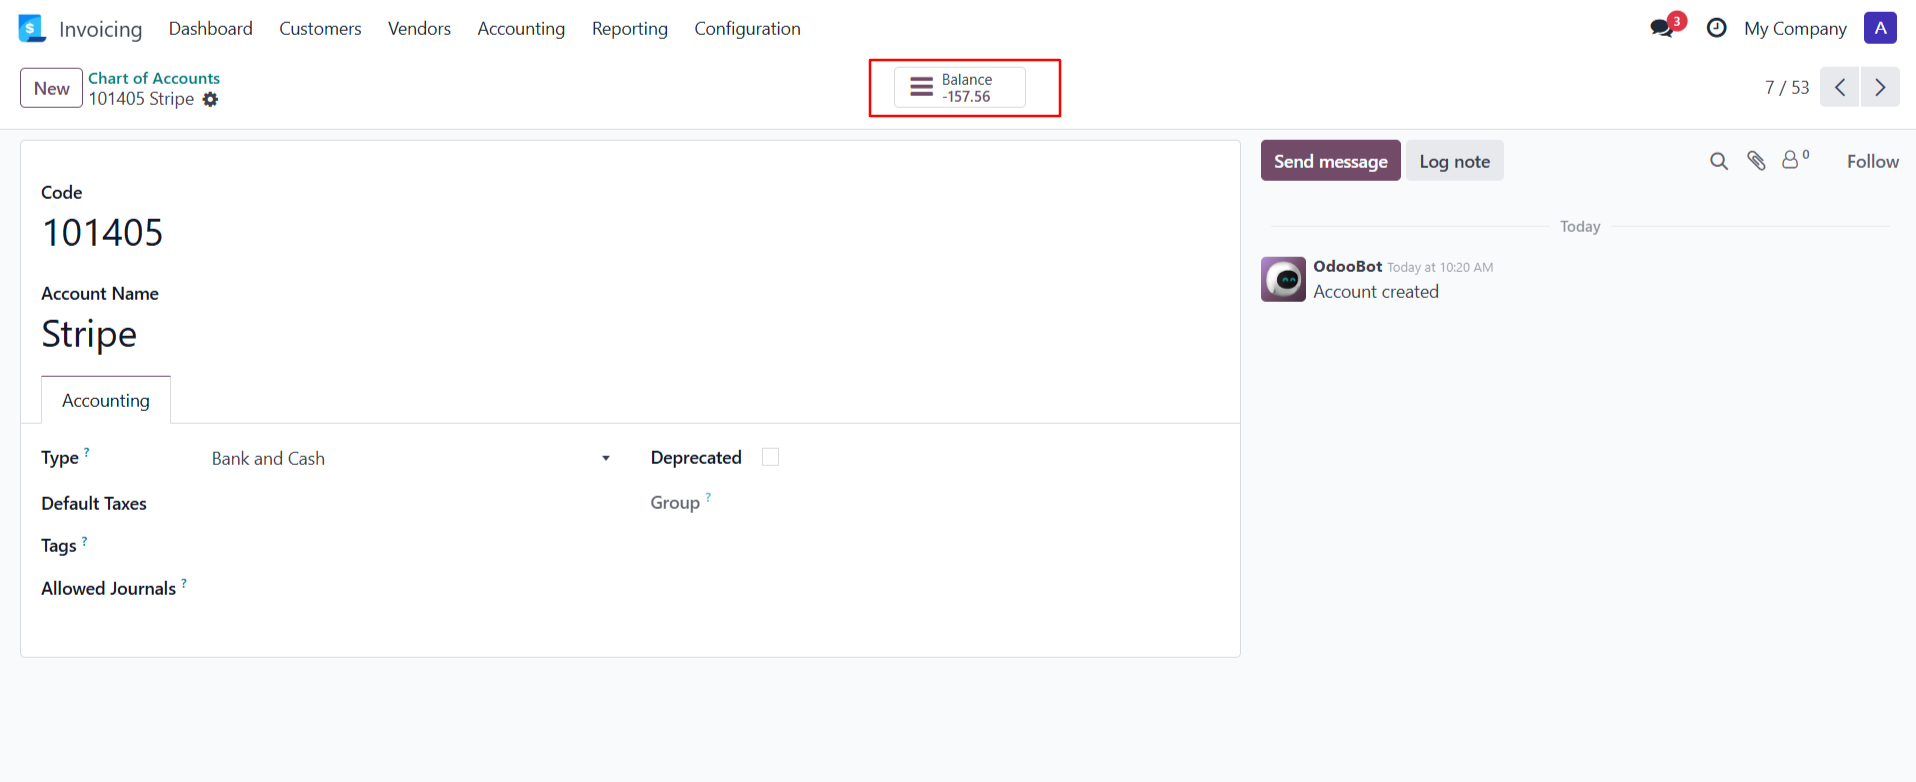 Invoicing Dashboard Customers Vendors Accounting Reporting Configuration 3 My Company A
New Chart of Accounts
101405 Stripe
Balance
-157.56
7 / 53
Send message Log note 0 Follow
Code
101405
Account Name
Stripe
Accounting
Type ? Bank and Cash Deprecated
Default Taxes Group ?
Tags ?
Allowed Journals ?
Today
OdooBot Today at 10:20 AM
Account created